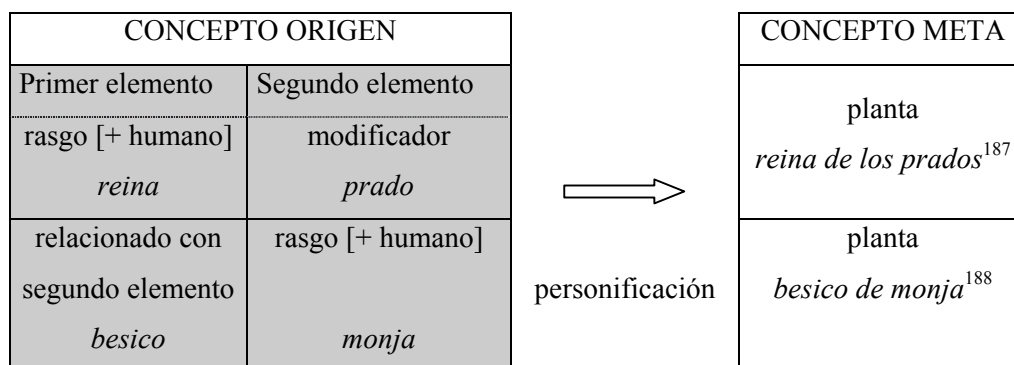 CONCEPTO ORIGEN
CONCEPTO META
Primer elemento
Segundo elemento
rasgo [+ humano]
reina
modificador
prado
planta
reina de los prados187
relacionado con
segundo elemento
besico
rasgo [+ humano]
monja
personificación
planta
besico de monja188